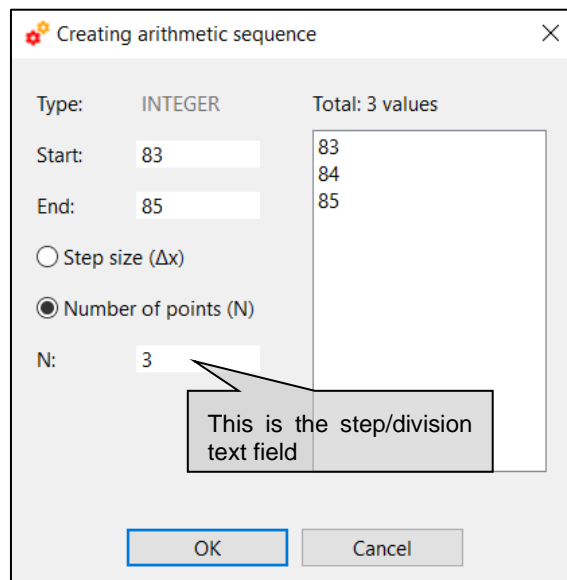 Creating arithmetic sequence
Type: INTEGER
Start: 83
End: 85
Step size (Δx)
Number of points (N)
N: 3
Total: 3 values
83
84
85
This is the step/division
text field
OK
Cancel